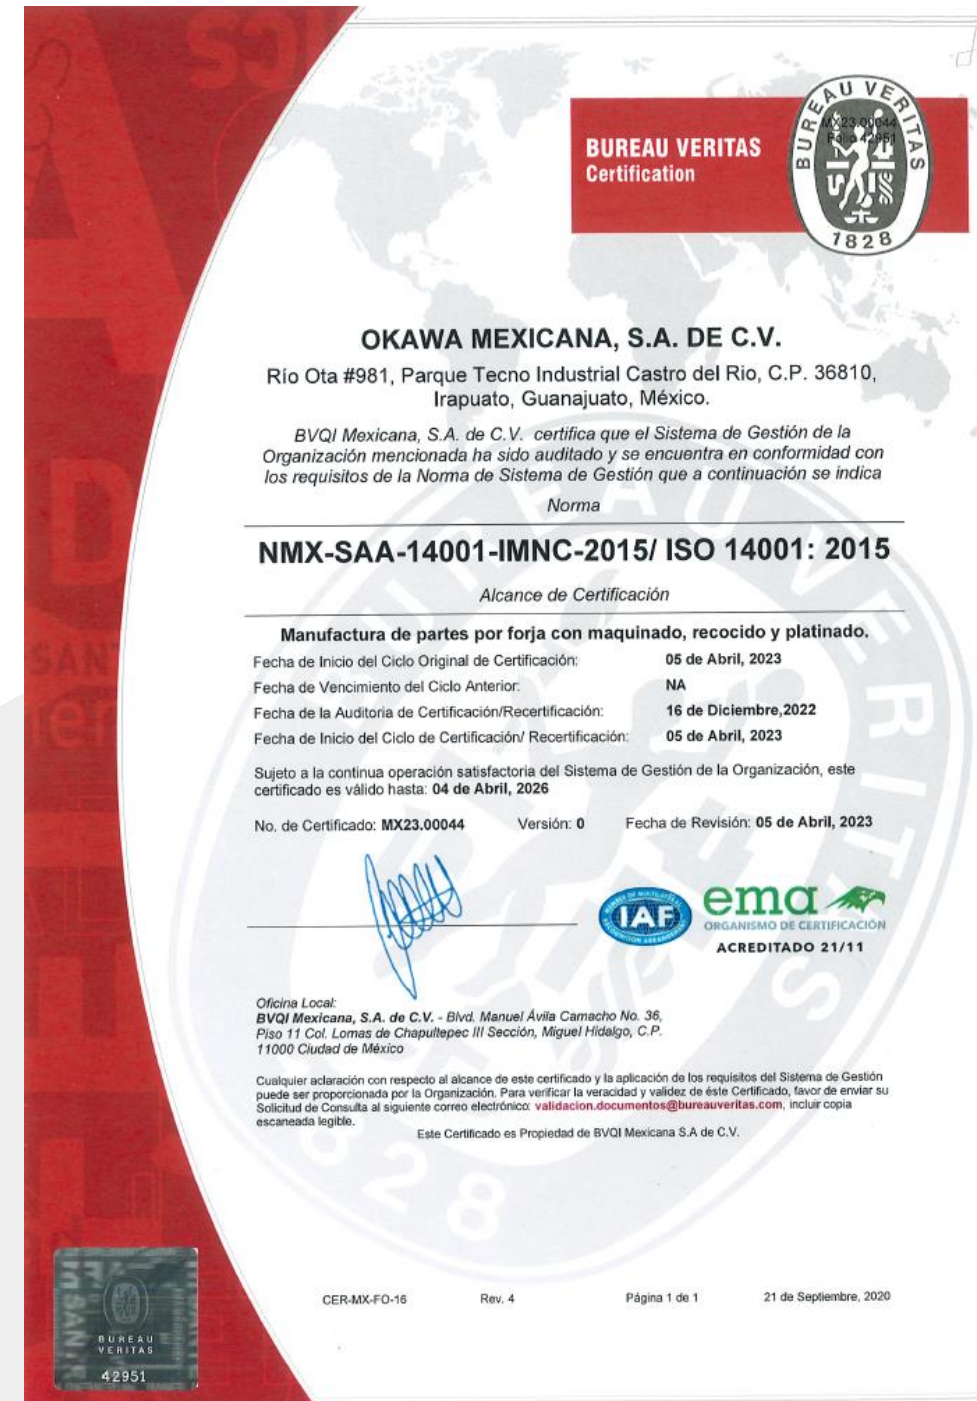 BUREAU VERITAS
Certification
BUREAU VERITAS
MX23.00044
Folio 42951
1828
OKAWA MEXICANA, S.A. DE C.V.
Río Ota #981, Parque Tecno Industrial Castro del Rio, C.P. 36810,
Irapuato, Guanajuato, México.
BVQI Mexicana, S.A. de C.V. certifica que el Sistema de Gestión de la
Organización mencionada ha sido auditado y se encuentra en conformidad con
los requisitos de la Norma de Sistema de Gestión que a continuación se indica
Norma
NMX-SAA-14001-IMNC-2015/ ISO 14001: 2015
Alcance de Certificación
Manufactura de partes por forja con maquinado, recocido y platinado.
Fecha de Inicio del Ciclo Original de Certificación: 05 de Abril, 2023
Fecha de Vencimiento del Ciclo Anterior: NA
Fecha de la Auditoria de Certificación/Recertificación: 16 de Diciembre,2022
Fecha de Inicio del Ciclo de Certificación/ Recertificación: 05 de Abril, 2023
Sujeto a la continua operación satisfactoria del Sistema de Gestión de la Organización, este
certificado es válido hasta: 04 de Abril, 2026
No. de Certificado: MX23.00044 Versión: 0 Fecha de Revisión: 05 de Abril, 2023
IAF
ema
ORGANISMO DE CERTIFICACIÓN
ACREDITADO 21/11
Oficina Local:
BVQI Mexicana, S.A. de C.V. - Blvd. Manuel Ávila Camacho No. 36,
Piso 11 Col. Lomas de Chapultepec III Sección, Miguel Hidalgo, C.P.
11000 Ciudad de México
Cualquier aclaración con respecto al alcance de este certificado y la aplicación de los requisitos del Sistema de Gestión
puede ser proporcionada por la Organización. Para verificar la veracidad y validez de éste Certificado, favor de enviar su
Solicitud de Consulta al siguiente correo electrónico: validacion.documentos@bureauveritas.com, incluir copia
escaneada legible.
Este Certificado es Propiedad de BVQI Mexicana S.A de C.V.
CER-MX-FO-16 Rev. 4 Página 1 de 1 21 de Septiembre, 2020
BUREAU
VERITAS
42951